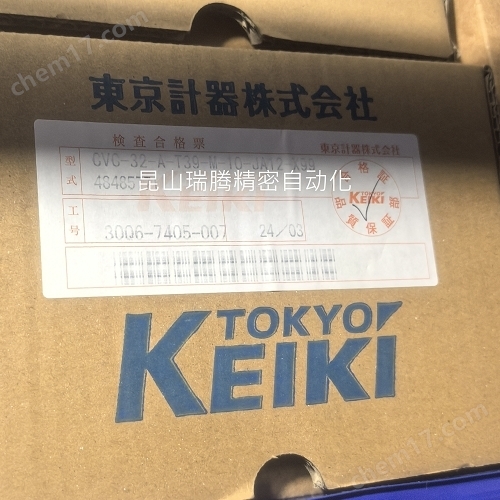 chem17.com
東京計器株式会社
検査合格票
東京計器株式会社
型式
CVC-32-A-T39-M-10-JA12-X99
48485
昆山瑞腾精密自动化
工号
3006-7405-007 24/03
合格証
TOKYO
KEIKI
品質保証部
TOKYO
KEIKI